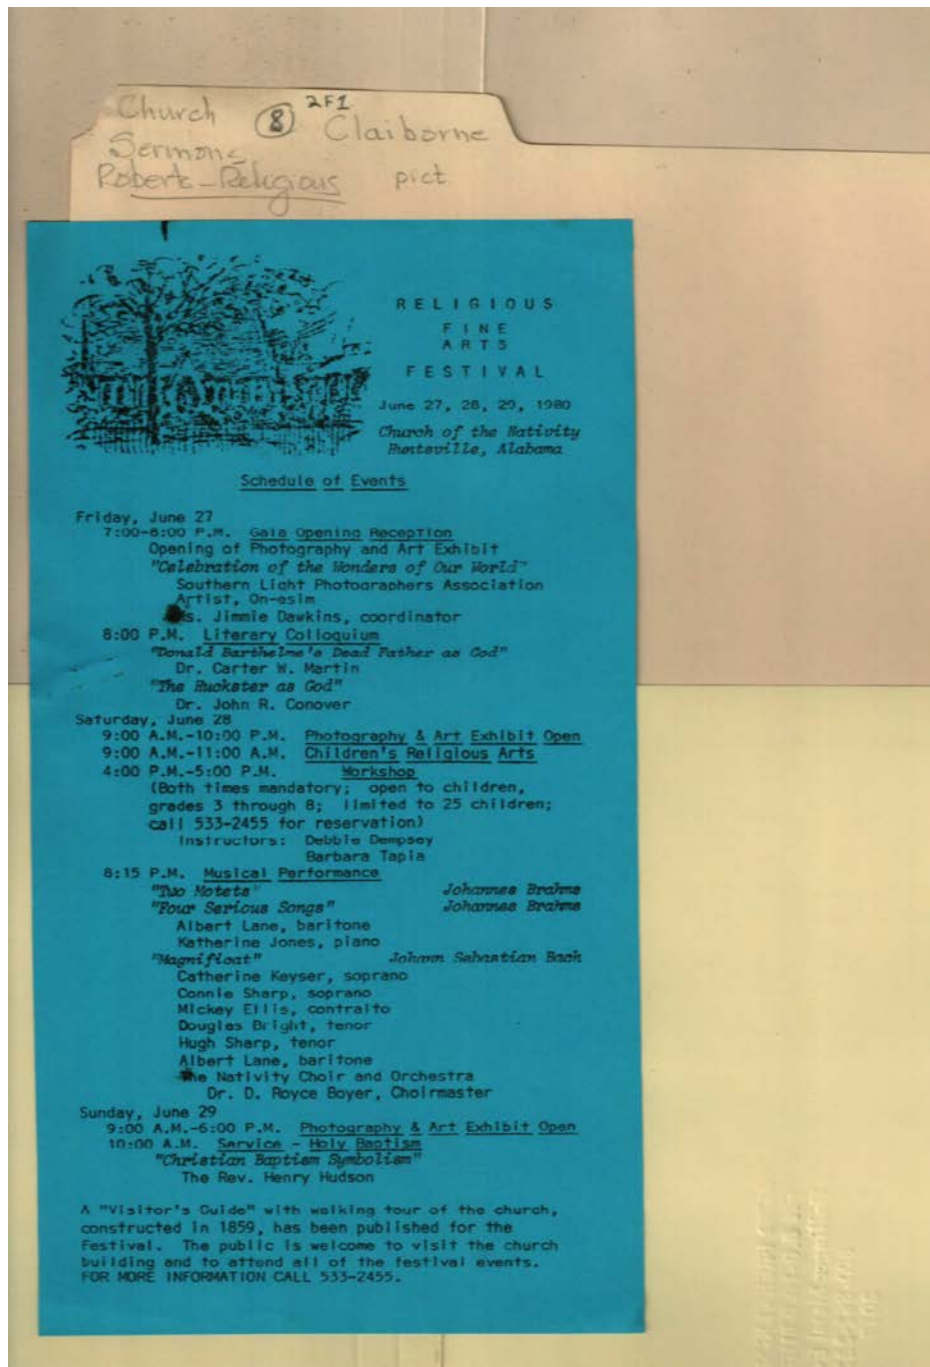 Church ⑧ 2F1 Claiborne
Sermons
Roberts-Religious pict
RELIGIOUS
FINE
ARTS
FESTIVAL
June 27, 28, 29, 1980
Church of the Nativity
Huntsville, Alabama
Schedule of Events
Friday, June 27
7:00-8:00 P.M. Gala Opening Reception
Opening of Photography and Art Exhibit
"Celebration of the Wonders of Our World"
Southern Light Photographers Association
Artist, On-esim
Ms. Jimmie Dawkins, coordinator
8:00 P.M. Literary Colloquium
"Donald Barthelme's Dead Father as God"
Dr. Carter W. Martin
"The Huckster as God"
Dr. John R. Conover
Saturday, June 28
9:00 A.M.-10:00 P.M. Photography & Art Exhibit Open
9:00 A.M.-11:00 A.M. Children's Religious Arts
4:00 P.M.-5:00 P.M. Workshop
(Both times mandatory; open to children,
grades 3 through 8; limited to 25 children;
call 533-2455 for reservation)
Instructors: Debbie Dempsey
Barbara Tapia
8:15 P.M. Musical Performance
"Two Motets" Johannes Brahms
"Four Serious Songs" Johannes Brahms
Albert Lane, baritone
Katherine Jones, piano
"Magnificat" Johann Sebastian Bach
Catherine Keyser, soprano
Connie Sharp, soprano
Mickey Ellis, contralto
Douglas Bright, tenor
Hugh Sharp, tenor
Albert Lane, baritone
The Nativity Choir and Orchestra
Dr. D. Royce Boyer, Choirmaster
Sunday, June 29
9:00 A.M.-6:00 P.M. Photography & Art Exhibit Open
10:00 A.M. Service - Holy Baptism
"Christian Baptism Symbolism"
The Rev. Henry Hudson
A "Visitor's Guide" with walking tour of the church,
constructed in 1859, has been published for the
Festival. The public is welcome to visit the church
building and to attend all of the festival events.
FOR MORE INFORMATION CALL 533-2455.